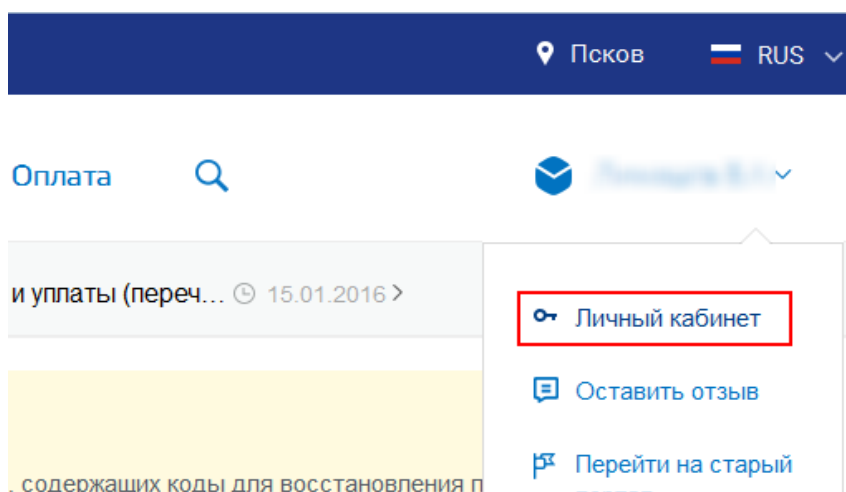 Псков RUS
Оплата
и уплаты (переч... 15.01.2016
Личный кабинет
Оставить отзыв
Перейти на старый
, содержащих коды для восстановления п